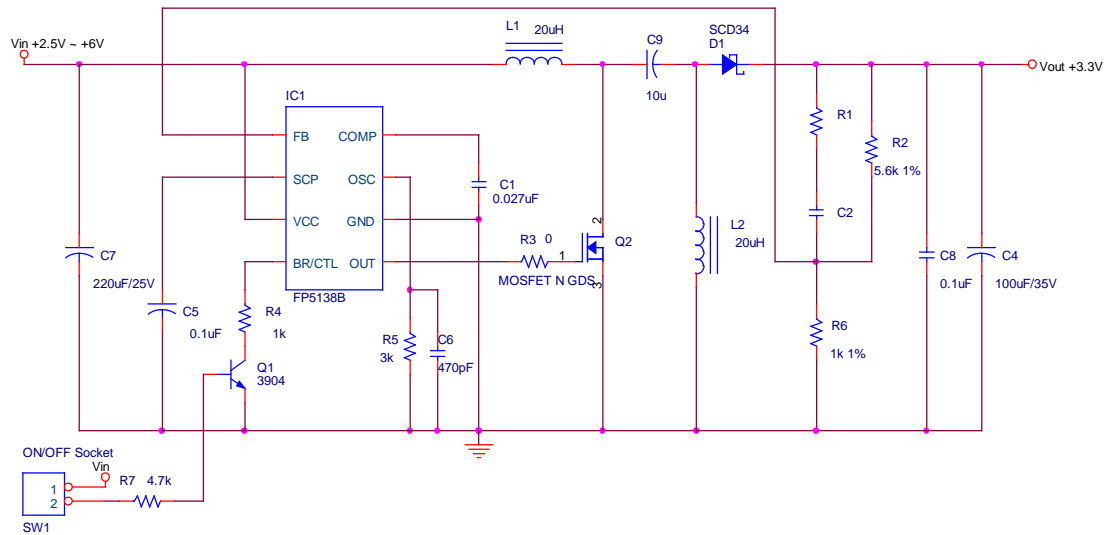 L1
20uH
C9
10u
SCD34
D1
Vin +2.5V ~ +6V
Vout +3.3V
IC1
FB
COMP
SCP
OSC
VCC
GND
BR/CTL
OUT
FP5138B
C1
0.027uF
R1
R2
5.6k 1%
C2
L2
20uH
2
R3 0
1
Q2
3
MOSFET N GDS
C7
220uF/25V
C5
0.1uF
R4
1k
Q1
3904
R5
3k
C6
470pF
R6
1k 1%
C8
0.1uF
C4
100uF/35V
ON/OFF Socket
Vin
1
2
SW1
R7 4.7k